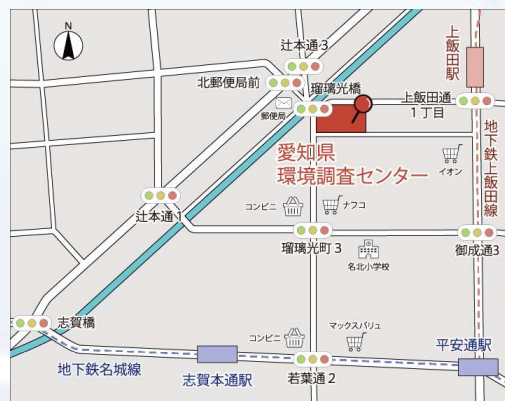 N
辻本通3
北郵便局前
瑠璃光橋
郵便局
上飯田通
1丁目
上飯田駅
地下鉄上飯田線
愛知県
環境調査センター
イオン
辻本通1
コンビニ
ナフコ
瑠璃光町3
名北小学校
御成通3
志賀橋
地下鉄名城線
志賀本通駅
コンビニ
マックスバリュ
若葉通2
平安通駅